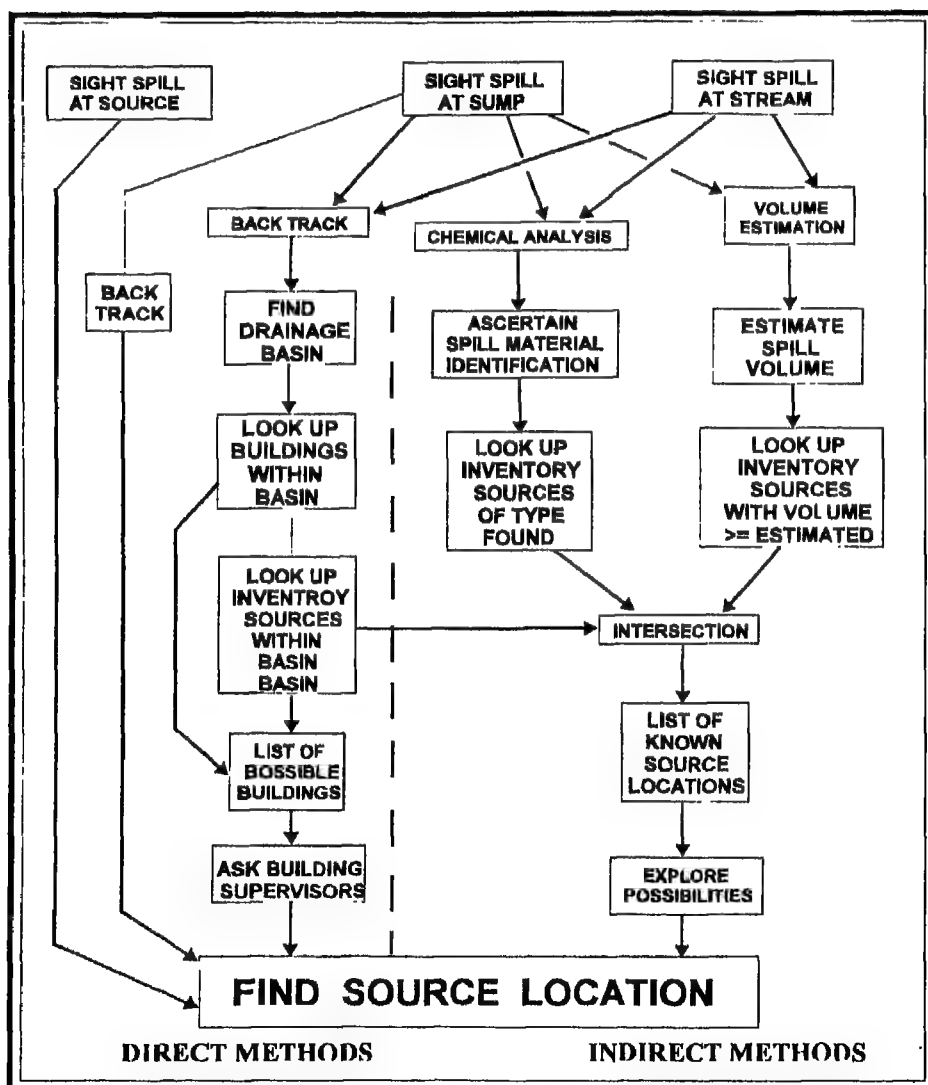 SIGHT SPILL
AT SOURCE
SIGHT SPILL
AT SUMP
SIGHT SPILL
AT STREAM
BACK TRACK
CHEMICAL ANALYSIS
VOLUME
ESTIMATION
BACK
TRACK
FIND
DRAINAGE
BASIN
ASCERTAIN
SPILL MATERIAL
IDENTIFICATION
ESTIMATE
SPILL
VOLUME
LOOK UP
BUILDINGS
WITHIN
BASIN
LOOK UP
INVENTORY
SOURCES
OF TYPE
FOUND
LOOK UP
INVENTORY
SOURCES
WITH VOLUME
>= ESTIMATED
LOOK UP
INVENTROY
SOURCES
WITHIN
BASIN
BASIN
INTERSECTION
LIST OF
BOSSIBLE
BUILDINGS
LIST OF
KNOWN
SOURCE
LOCATIONS
ASK BUILDING
SUPERVISORS
EXPLORE
POSSIBILITIES
FIND SOURCE LOCATION
DIRECT METHODS
INDIRECT METHODS